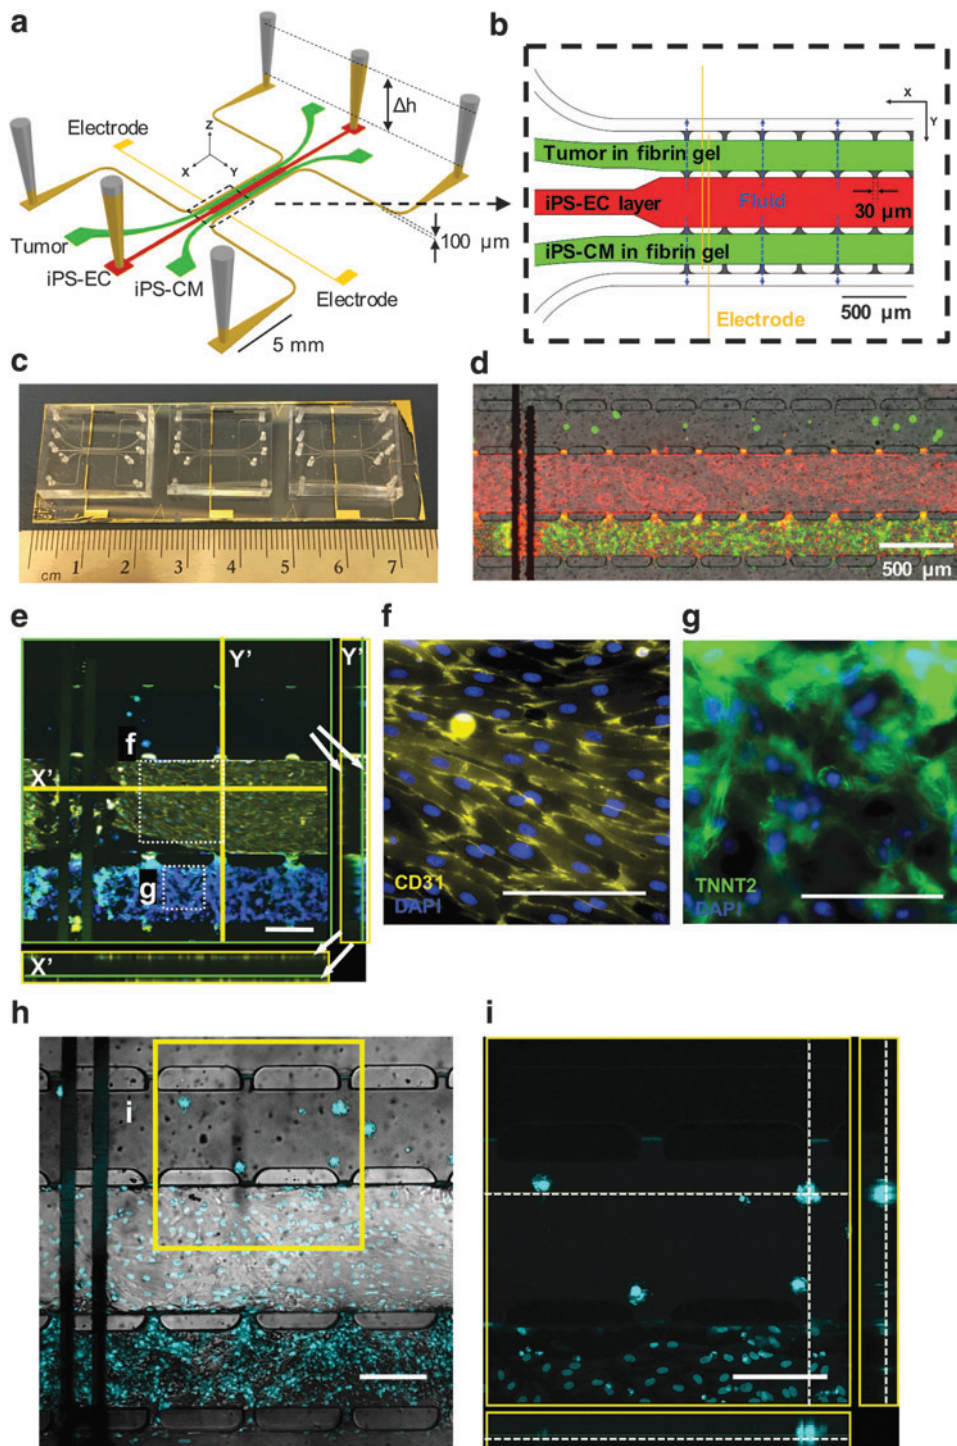 a
Δh
Electrode
Z
X
Y
100 µm
Tumor
iPS-EC
iPS-CM
Electrode
5 mm
b
X
Y
Tumor in fibrin gel
iPS-EC layer
Fluid
30 µm
iPS-CM in fibrin gel
500 µm
Electrode
c
cm 1 2 3 4 5 6 7
d
500 µm
e
Y'
Y'
f
X'
g
X'
f
CD31
DAPI
g
TNNT2
DAPI
h
i
i